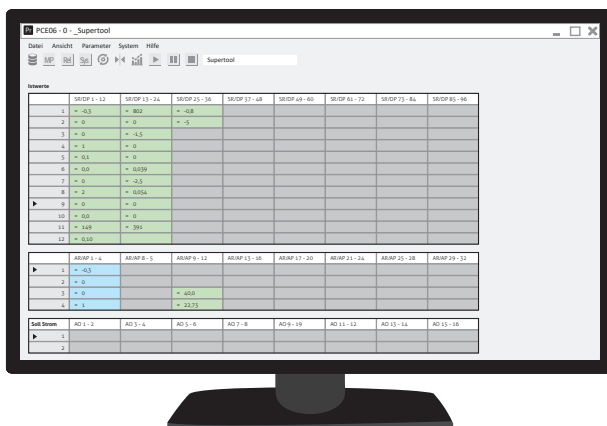 Pr PCE06 - 0 - _Supertool
Datei Ansicht Parameter System Hilfe
MP Rel Sys Supertool
Istwerte
SR/DP 1 - 12 SR/DP 13 - 24 SR/DP 25 - 36 SR/DP 37 - 48 SR/DP 49 - 60 SR/DP 61 - 72 SR/DP 73 - 84 SR/DP 85 - 96
1 = -0,3 = 802 = -0,8
2 = 0 = 0 = -5
3 = 0 = -1,5
4 = 1 = 0
5 = 0,1 = 0
6 = 0,0 = 0,039
7 = 0 = -2,5
8 = 2 = 0,054
9 = 0 = 0
10 = 0,0 = 0
11 = 149 = 391
12 = 0,10
AR/AP 1 - 4 AR/AP 8 - 5 AR/AP 9 - 12 AR/AP 13 - 16 AR/AP 17 - 20 AR/AP 21 - 24 AR/AP 25 - 28 AR/AP 29 - 32
1 = -0,3
2 = 0
3 = 0 = 40,0
4 = 1 = 22,73
Soll Strom AO 1 - 2 AO 3 - 4 AO 5 - 6 AO 7 - 8 AO 9 - 19 AO 11 - 12 AO 13 - 14 AO 15 - 16
1
2